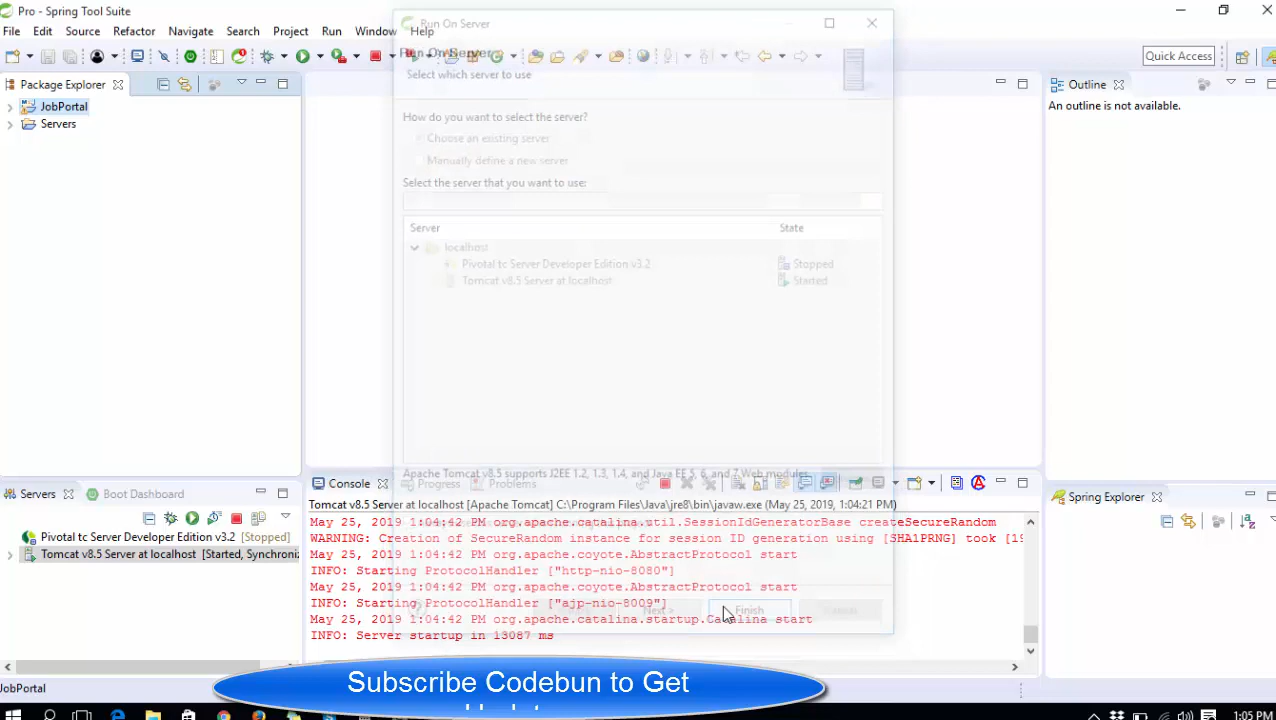 Pro - Spring Tool Suite
File Edit Source Refactor Navigate Search Project Run Window Help
Quick Access
Package Explorer
JobPortal
Servers
Run On Server
Run On Server
Select which server to use
How do you want to select the server?
Choose an existing server
Manually define a new server
Select the server that you want to use:
Server State
localhost
Pivotal tc Server Developer Edition v3.2 Stopped
Tomcat v8.5 Server at localhost Started
Apache Tomcat v8.5 supports J2EE 1.2, 1.3, 1.4, and Java EE 5, 6, and 7 Web modules.
Next > Finish
Outline
An outline is not available.
Servers Boot Dashboard
Pivotal tc Server Developer Edition v3.2 [Stopped]
Tomcat v8.5 Server at localhost [Started, Synchroni
Console Progress Problems
Tomcat v8.5 Server at localhost [Apache Tomcat] C:\Program Files\Java\jre8\bin\javaw.exe (May 25, 2019, 1:04:21 PM)
May 25, 2019 1:04:42 PM org.apache.catalina.util.SessionIdGeneratorBase createSecureRandom
WARNING: Creation of SecureRandom instance for session ID generation using [SHA1PRNG] took [19
May 25, 2019 1:04:42 PM org.apache.coyote.AbstractProtocol start
INFO: Starting ProtocolHandler ["http-nio-8080"]
May 25, 2019 1:04:42 PM org.apache.coyote.AbstractProtocol start
INFO: Starting ProtocolHandler ["ajp-nio-8009"]
May 25, 2019 1:04:42 PM org.apache.catalina.startup.Catalina start
INFO: Server startup in 13087 ms
Spring Explorer
JobPortal
Subscribe Codebun to Get
1:05 PM